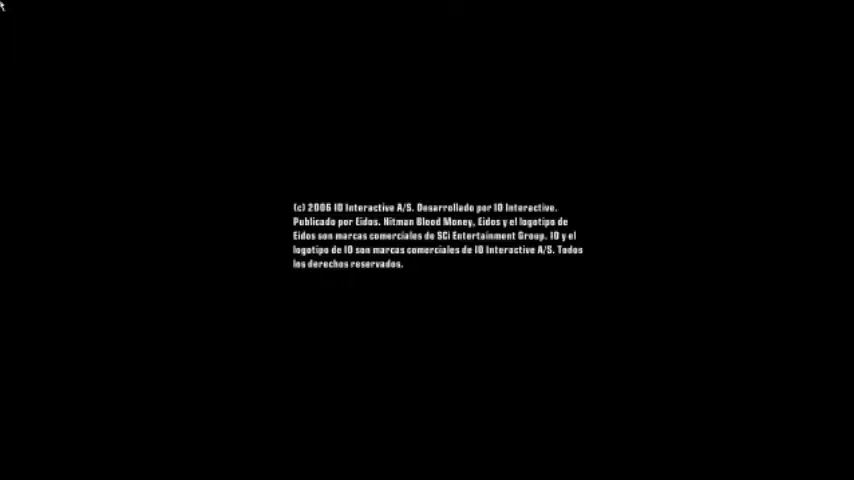 (c) 2006 IO Interactive A/S. Desarrollado por IO Interactive.
Publicado por Eidos. Hitman Blood Money, Eidos y el logotipo de
Eidos son marcas comerciales de SCi Entertainment Group. IO y el
logotipo de IO son marcas comerciales de IO Interactive A/S. Todos
los derechos reservados.